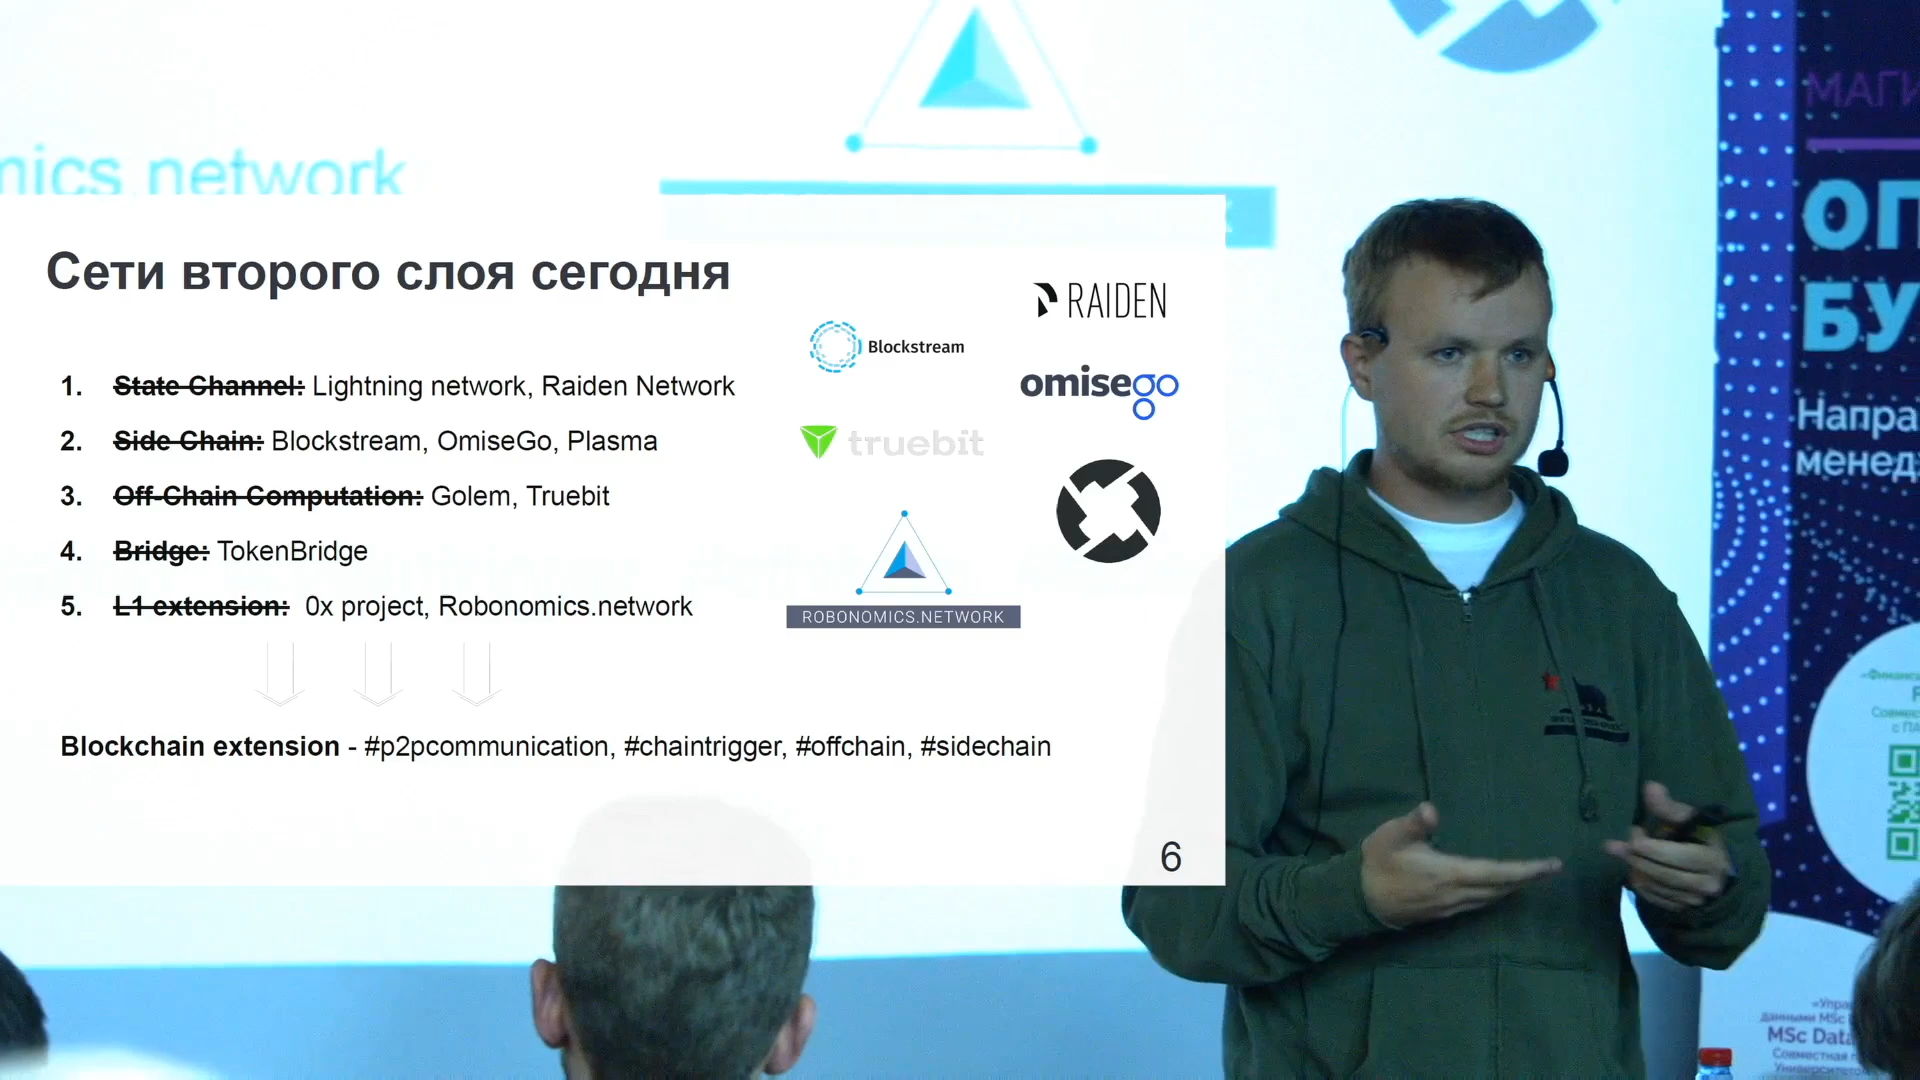 mics.network
Сети второго слоя сегодня
1. State Channel: Lightning network, Raiden Network
2. Side Chain: Blockstream, OmiseGo, Plasma
3. Off-Chain Computation: Golem, Truebit
4. Bridge: TokenBridge
5. L1 extension: 0x project, Robonomics.network
Blockchain extension - #p2pcommunication, #chaintrigger, #offchain, #sidechain
Blockstream
RAIDEN
omisego
truebit
ROBONOMICS.NETWORK
6
МАГИ
ОП
БУ
Напра
менед
MSc Data